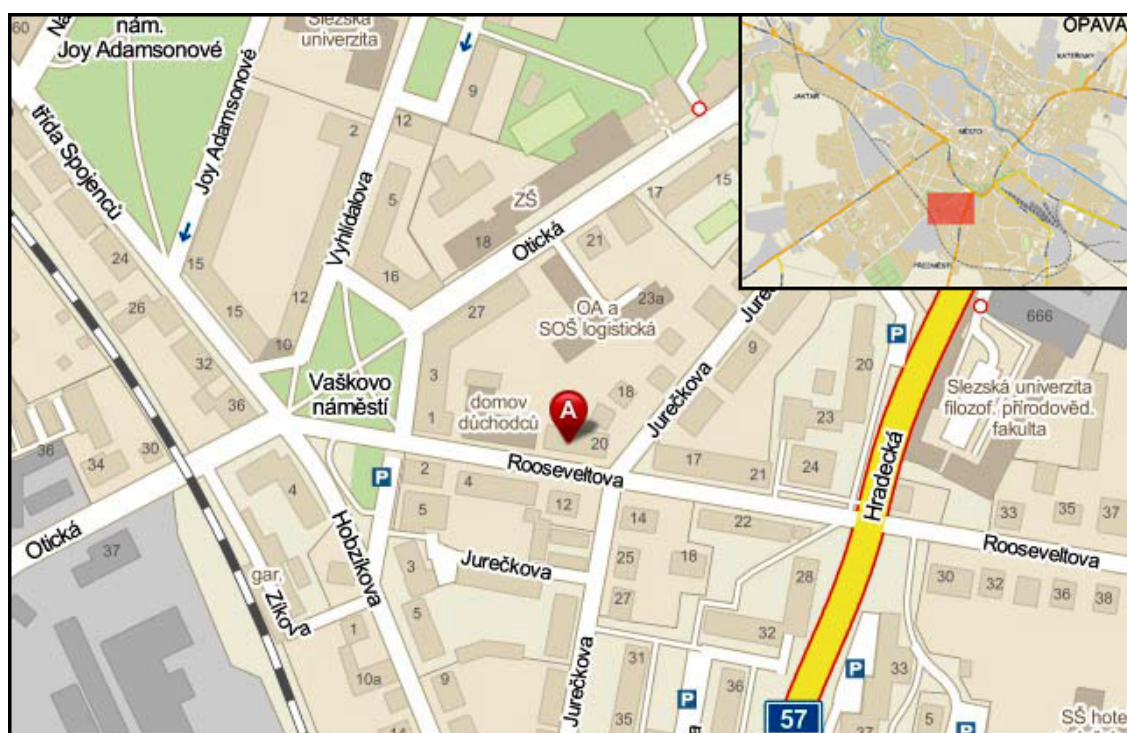 60
nám.
Joy Adamsonové
Slezská
univerzita
OPAVA
KATEŘINKY
JAKTAŘ
MĚSTO
PŘEDMĚSTÍ
třída Spojenců
Joy Adamsonové
Vyhlídalova
2
12
9
5
ZŠ
18
Otická
17
15
21
24
15
26
15
12
16
27
OA a
SOŠ logistická
23a
Jurečkova
9
20
P
666
Slezská univerzita
filozof. přírodověd.
fakulta
10
32
36
Vaškovo
náměstí
3
1
domov
důchodců
A
18
20
Jurečkova
23
36
34
30
P
2
4
Rooseveltova
17
21
24
Hradecká
4
5
12
14
22
33
35
37
Otická
37
Hobzíkova
Jurečkova
25
18
28
Rooseveltova
30
32
36
38
gar.
Zíkova
3
5
27
32
1
10a
9
14
Jurečkova
31
35
36
P
P
33
57
37
5
P
SŠ hote